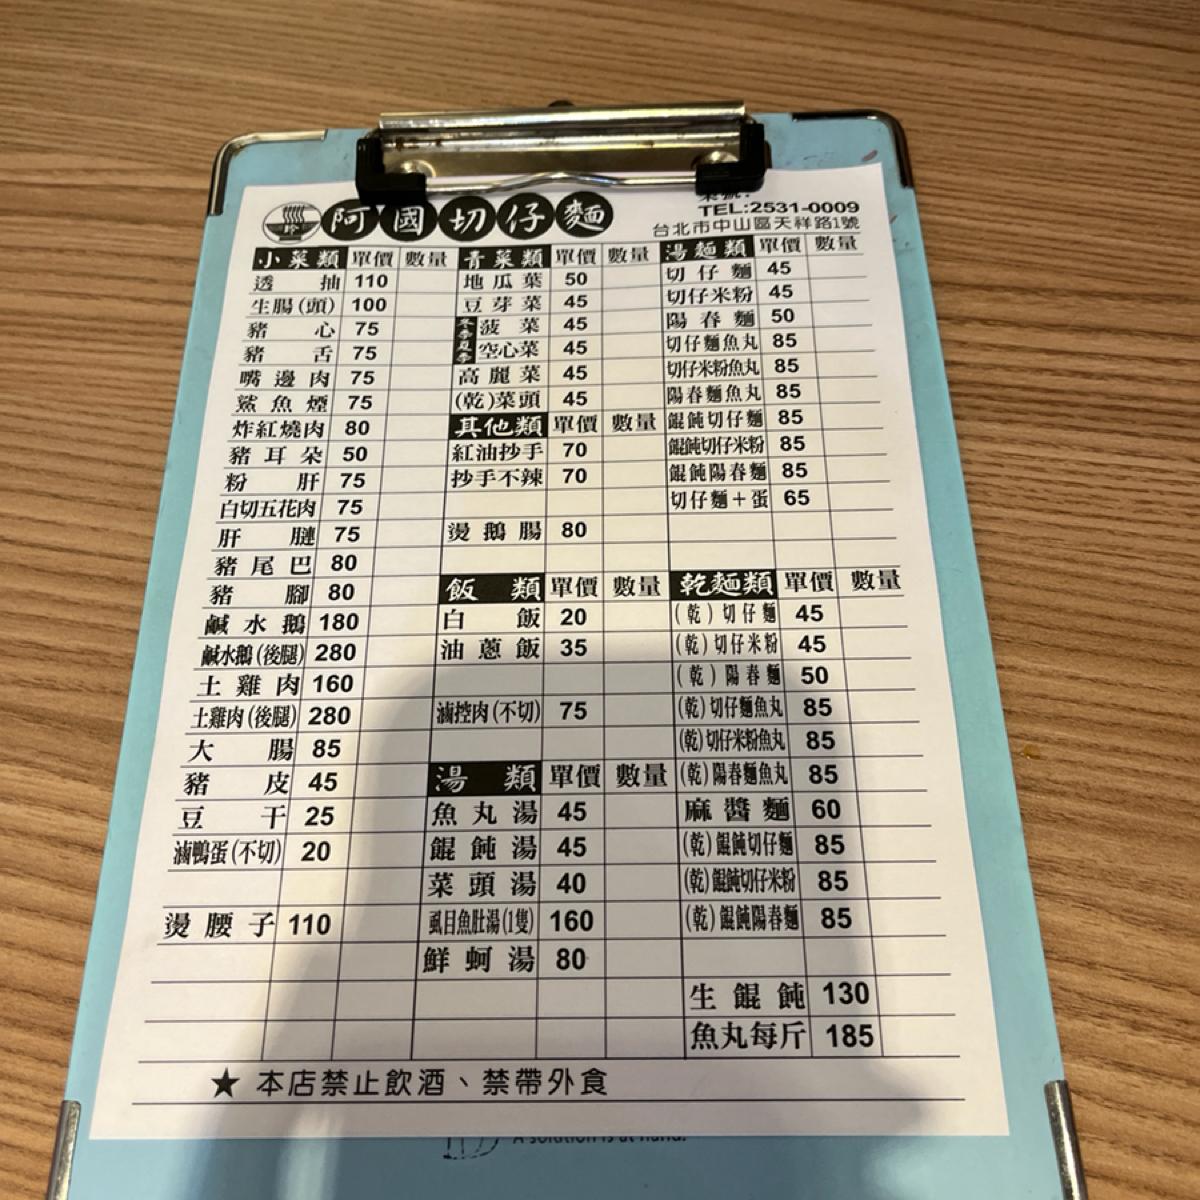 阿國切仔麵
TEL:2531-0009
台北市中山區天祥路1號
小菜類 單價 數量
透抽 110
生腸(頭) 100
豬心 75
豬舌 75
嘴邊肉 75
鯊魚煙 75
炸紅燒肉 80
豬耳朵 50
粉肝 75
白切五花肉 75
肝膁 75
豬尾巴 80
豬腳 80
鹹水鵝 180
鹹水鵝(後腿) 280
土雞肉 160
土雞肉(後腿) 280
大腸 85
豬皮 45
豆干 25
滷鴨蛋(不切) 20
燙腰子 110
青菜類 單價 數量
地瓜葉 50
豆芽菜 45
冬季 菠菜 45
夏季 空心菜 45
高麗菜 45
(乾)菜頭 45
其他類 單價 數量
紅油抄手 70
抄手不辣 70
燙鵝腸 80
飯類 單價 數量
白飯 20
油蔥飯 35
滷控肉(不切) 75
湯類 單價 數量
魚丸湯 45
餛飩湯 45
菜頭湯 40
虱目魚肚湯(1隻) 160
鮮蚵湯 80
湯麵類 單價 數量
切仔麵 45
切仔米粉 45
陽春麵 50
切仔麵魚丸 85
切仔米粉魚丸 85
陽春麵魚丸 85
餛飩切仔麵 85
餛飩切仔米粉 85
餛飩陽春麵 85
切仔麵+蛋 65
乾麵類 單價 數量
(乾)切仔麵 45
(乾)切仔米粉 45
(乾)陽春麵 50
(乾)切仔麵魚丸 85
(乾)切仔米粉魚丸 85
(乾)陽春麵魚丸 85
麻醬麵 60
(乾)餛飩切仔麵 85
(乾)餛飩切仔米粉 85
(乾)餛飩陽春麵 85
生餛飩 130
魚丸每斤 185
★ 本店禁止飲酒、禁帶外食
A solution is at hand.